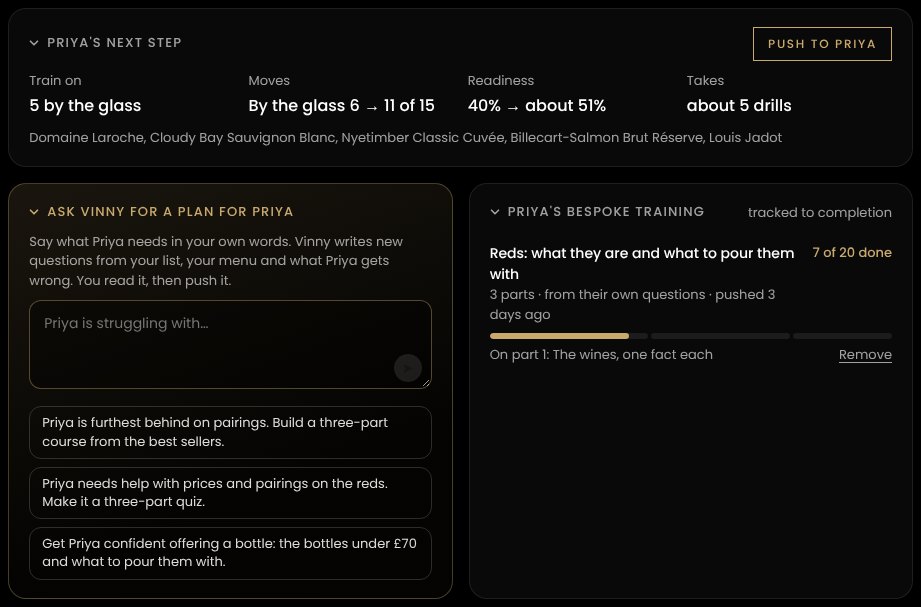 PRIYA'S NEXT STEP
PUSH TO PRIYA
Train on
5 by the glass
Moves
By the glass 6 → 11 of 15
Readiness
40% → about 51%
Takes
about 5 drills
Domaine Laroche, Cloudy Bay Sauvignon Blanc, Nyetimber Classic Cuvée, Billecart-Salmon Brut Réserve, Louis Jadot
ASK VINNY FOR A PLAN FOR PRIYA
Say what Priya needs in your own words. Vinny writes new
questions from your list, your menu and what Priya gets
wrong. You read it, then push it.
Priya is struggling with...
Priya is furthest behind on pairings. Build a three-part
course from the best sellers.
Priya needs help with prices and pairings on the reds.
Make it a three-part quiz.
Get Priya confident offering a bottle: the bottles under £70
and what to pour them with.
PRIYA'S BESPOKE TRAINING
tracked to completion
Reds: what they are and what to pour them
with
7 of 20 done
3 parts · from their own questions · pushed 3
days ago
On part 1: The wines, one fact each
Remove